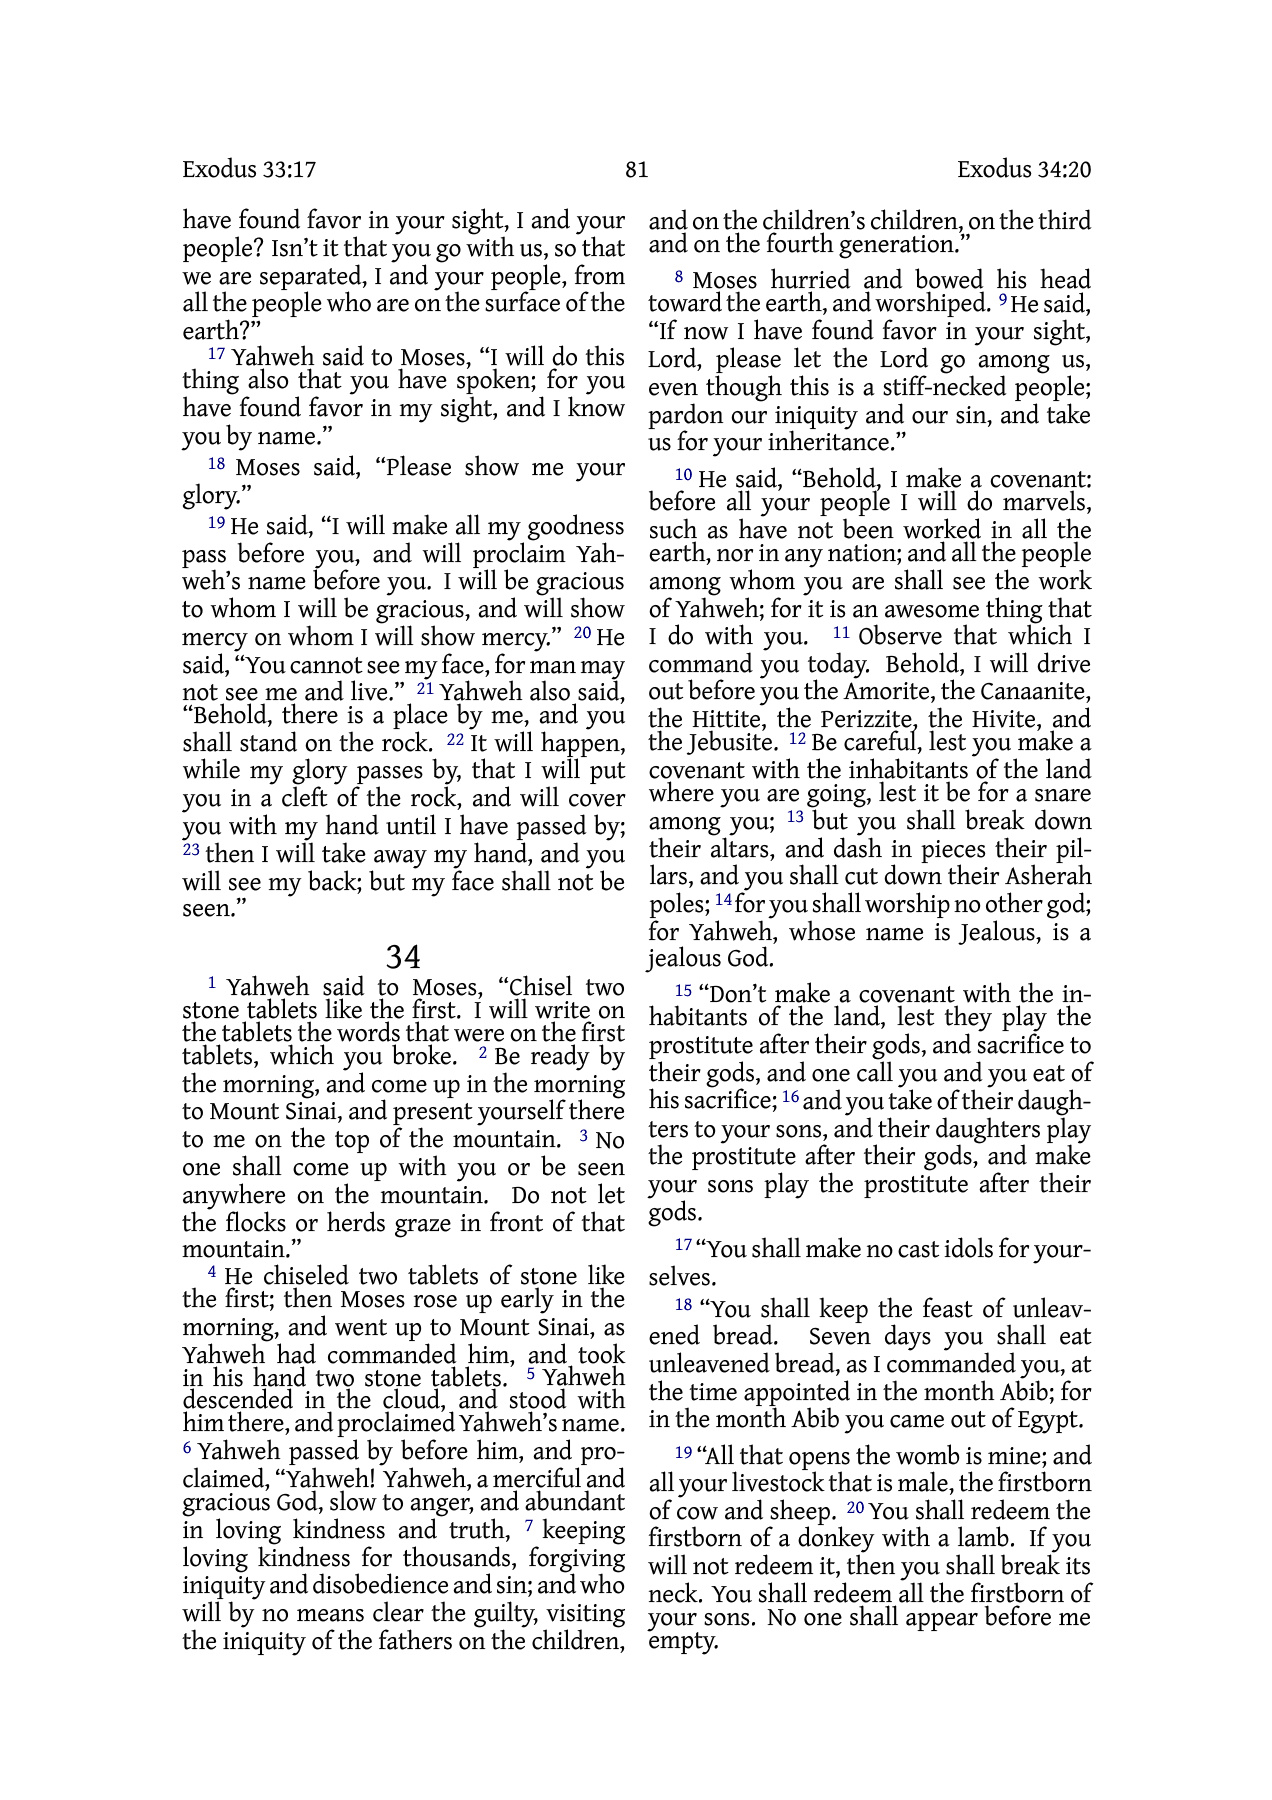 Exodus 33:17 81 Exodus 34:20
have found favor in your sight, I and your
people? Isn’t it that you go with us, so that
we are separated, I and your people, from
all the people who are on the surface of the
earth?”
17 Yahweh said to Moses, “I will do this
thing also that you have spoken; for you
have found favor in my sight, and I know
you by name.”
18 Moses said, “Please show me your
glory.”
19 He said, “I will make all my goodness
pass before you, and will proclaim Yah-
weh’s name before you. I will be gracious
to whom I will be gracious, and will show
mercy on whom I will show mercy.” 20 He
said, “You cannot see my face, for man may
not see me and live.” 21 Yahweh also said,
“Behold, there is a place by me, and you
shall stand on the rock. 22 It will happen,
while my glory passes by, that I will put
you in a cleft of the rock, and will cover
you with my hand until I have passed by;
23 then I will take away my hand, and you
will see my back; but my face shall not be
seen.”
34
1 Yahweh said to Moses, “Chisel two
stone tablets like the first. I will write on
the tablets the words that were on the first
tablets, which you broke. 2 Be ready by
the morning, and come up in the morning
to Mount Sinai, and present yourself there
to me on the top of the mountain. 3 No
one shall come up with you or be seen
anywhere on the mountain. Do not let
the flocks or herds graze in front of that
mountain.”
4 He chiseled two tablets of stone like
the first; then Moses rose up early in the
morning, and went up to Mount Sinai, as
Yahweh had commanded him, and took
in his hand two stone tablets. 5 Yahweh
descended in the cloud, and stood with
him there, and proclaimed Yahweh’s name.
6 Yahweh passed by before him, and pro-
claimed, “Yahweh! Yahweh, a merciful and
gracious God, slow to anger, and abundant
in loving kindness and truth, 7 keeping
loving kindness for thousands, forgiving
iniquity and disobedience and sin; and who
will by no means clear the guilty, visiting
the iniquity of the fathers on the children,
and on the children’s children, on the third
and on the fourth generation.”
8 Moses hurried and bowed his head
toward the earth, and worshiped. 9 He said,
“If now I have found favor in your sight,
Lord, please let the Lord go among us,
even though this is a stiff-necked people;
pardon our iniquity and our sin, and take
us for your inheritance.”
10 He said, “Behold, I make a covenant:
before all your people I will do marvels,
such as have not been worked in all the
earth, nor in any nation; and all the people
among whom you are shall see the work
of Yahweh; for it is an awesome thing that
I do with you. 11 Observe that which I
command you today. Behold, I will drive
out before you the Amorite, the Canaanite,
the Hittite, the Perizzite, the Hivite, and
the Jebusite. 12 Be careful, lest you make a
covenant with the inhabitants of the land
where you are going, lest it be for a snare
among you; 13 but you shall break down
their altars, and dash in pieces their pil-
lars, and you shall cut down their Asherah
poles; 14 for you shall worship no other god;
for Yahweh, whose name is Jealous, is a
jealous God.
15 “Don’t make a covenant with the in-
habitants of the land, lest they play the
prostitute after their gods, and sacrifice to
their gods, and one call you and you eat of
his sacrifice; 16 and you take of their daugh-
ters to your sons, and their daughters play
the prostitute after their gods, and make
your sons play the prostitute after their
gods.
17 “You shall make no cast idols for your-
selves.
18 “You shall keep the feast of unleav-
ened bread. Seven days you shall eat
unleavened bread, as I commanded you, at
the time appointed in the month Abib; for
in the month Abib you came out of Egypt.
19 “All that opens the womb is mine; and
all your livestock that is male, the firstborn
of cow and sheep. 20 You shall redeem the
firstborn of a donkey with a lamb. If you
will not redeem it, then you shall break its
neck. You shall redeem all the firstborn of
your sons. No one shall appear before me
empty.